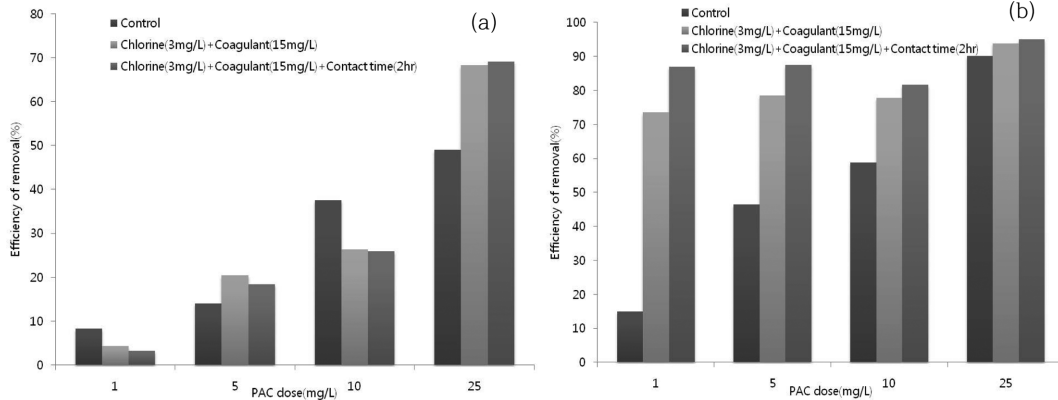 (a)
Control
Chlorine(3mg/L)+Coagulant(15mg/L)
Chlorine(3mg/L)+Coagulant(15mg/L)+Contact time(2hr)
Efficiency of removal(%)
80
70
60
50
40
30
20
10
0
1 5 10 25
PAC dose(mg/L)
(b)
Control
Chlorine(3mg/L)+Coagulant(15mg/L)
Chlorine(3mg/L)+Coagulant(15mg/L)+Contact time(2hr)
Efficiency of removal(%)
100
90
80
70
60
50
40
30
20
10
0
1 5 10 25
PAC dose(mg/L)